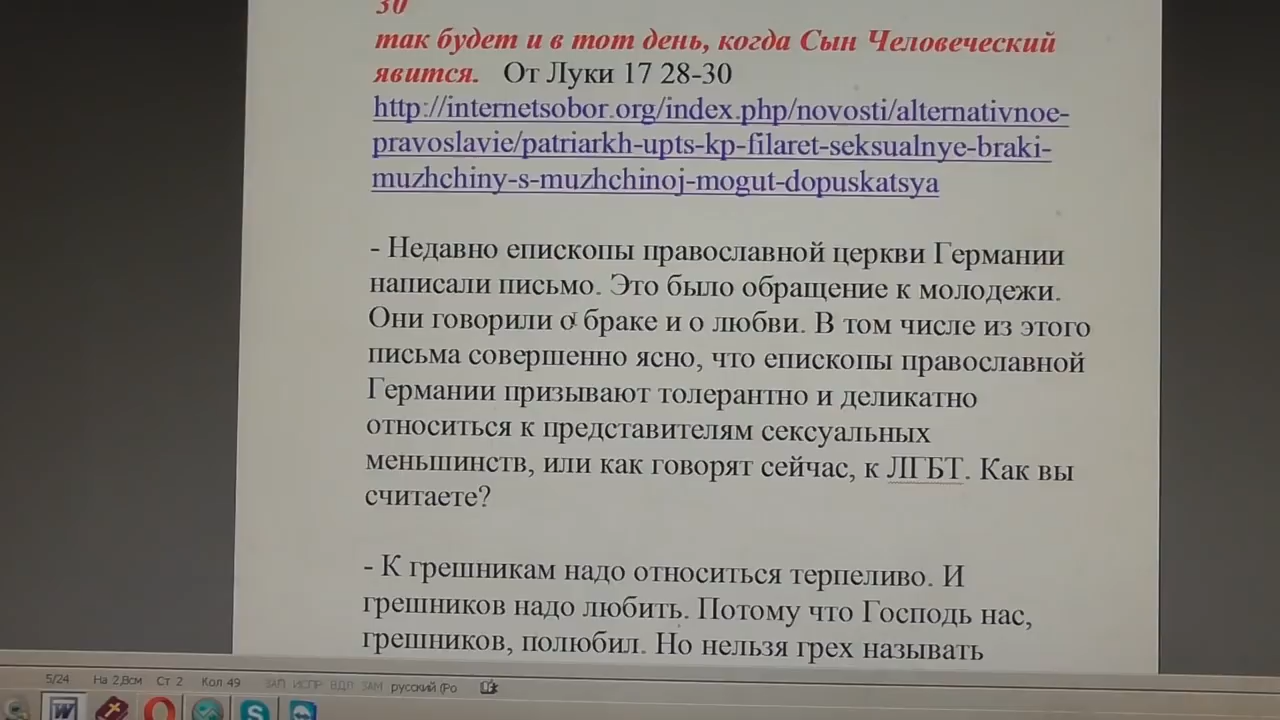 30
так будет и в тот день, когда Сын Человеческий
явится. От Луки 17 28-30
http://internetsobor.org/index.php/novosti/alternativnoe-
pravoslavie/patriarkh-upts-kp-filaret-seksualnye-braki-
muzhchiny-s-muzhchinoj-mogut-dopuskatsya
- Недавно епископы православной церкви Германии
написали письмо. Это было обращение к молодежи.
Они говорили о браке и о любви. В том числе из этого
письма совершенно ясно, что епископы православной
Германии призывают толерантно и деликатно
относиться к представителям сексуальных
меньшинств, или как говорят сейчас, к ЛГБТ. Как вы
считаете?
- К грешникам надо относиться терпеливо. И
грешников надо любить. Потому что Господь нас,
грешников, полюбил. Но нельзя грех называть
5/24 На 2,8см Ст 2 Кол 49 ЗАП ИСПР ВДЛ ЗАМ русский (Ро